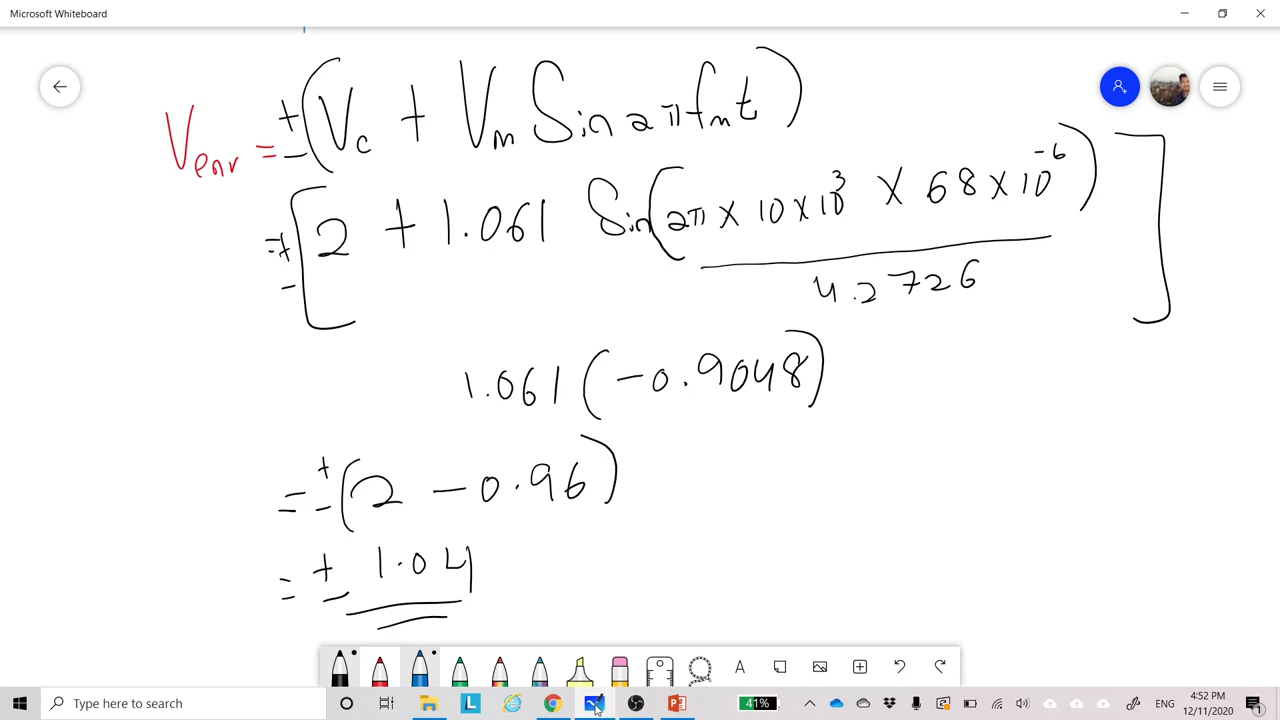 Microsoft Whiteboard
Venv = ±(Vc + Vm Sin 2πfmt)
= ±[2 + 1.061 Sin(2π × 10 × 10³ × 68 × 10⁻⁶)]
4.2726
1.061(-0.9048)
= ±(2 - 0.96)
= ± 1.04
A
Type here to search
L
41%
ENG
4:52 PM
12/11/2020
1